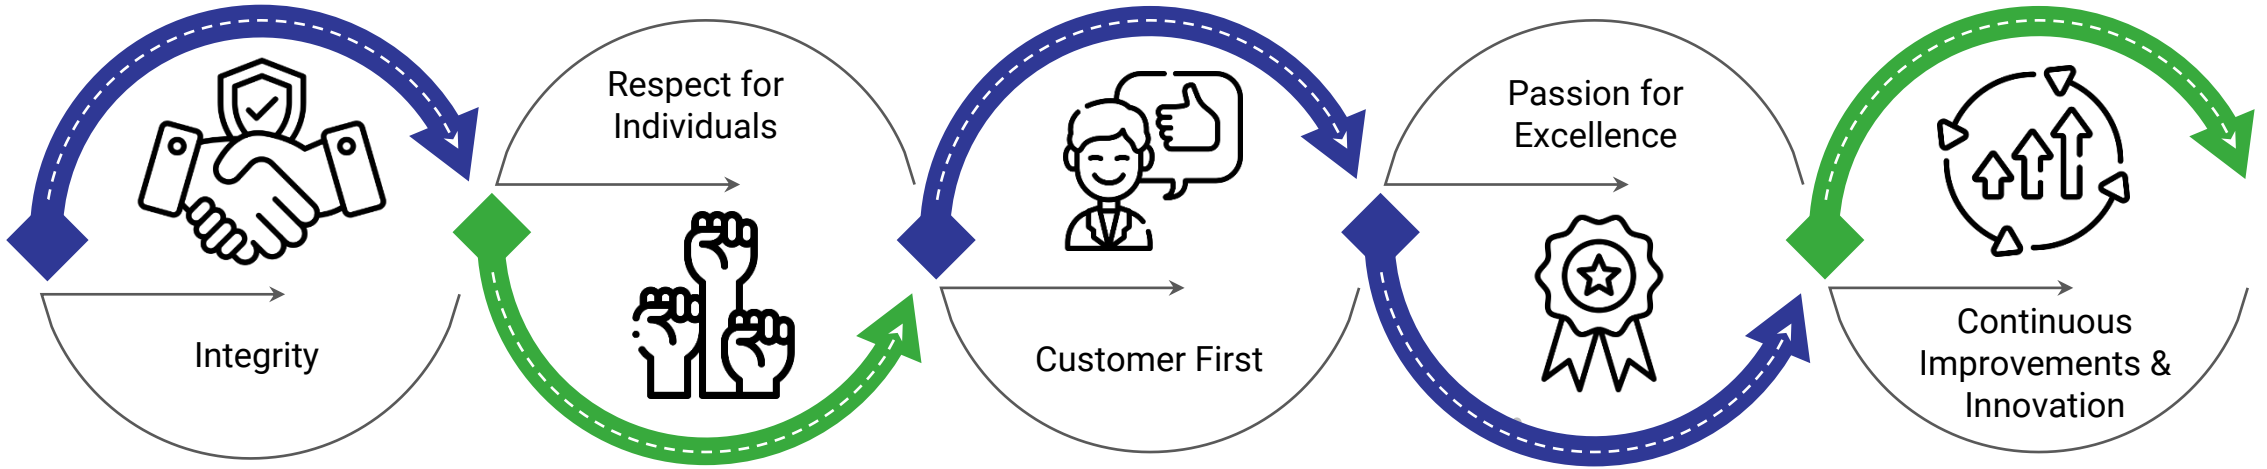 Integrity
Respect for
Individuals
Customer First
Passion for
Excellence
Continuous
Improvements &
Innovation